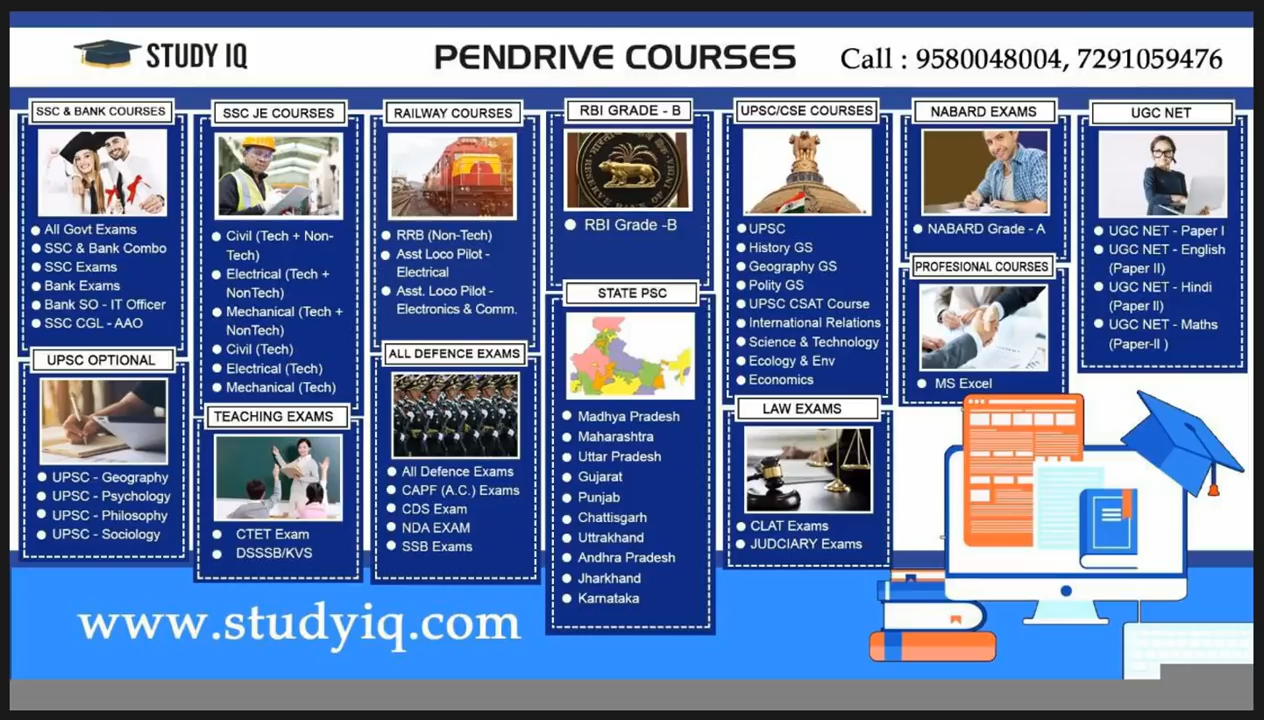 STUDY IQ
PENDRIVE COURSES
Call : 9580048004, 7291059476
SSC & BANK COURSES
All Govt Exams
SSC & Bank Combo
SSC Exams
Bank Exams
Bank SO - IT Officer
SSC CGL - AAO
UPSC OPTIONAL
UPSC - Geography
UPSC - Psychology
UPSC - Philosophy
UPSC - Sociology
SSC JE COURSES
Civil (Tech + Non-
Tech)
Electrical (Tech +
NonTech)
Mechanical (Tech +
NonTech)
Civil (Tech)
Electrical (Tech)
Mechanical (Tech)
TEACHING EXAMS
CTET Exam
DSSSB/KVS
RAILWAY COURSES
RRB (Non-Tech)
Asst Loco Pilot -
Electrical
Asst. Loco Pilot -
Electronics & Comm.
ALL DEFENCE EXAMS
All Defence Exams
CAPF (A.C.) Exams
CDS Exam
NDA EXAM
SSB Exams
RBI GRADE - B
RBI Grade -B
STATE PSC
Madhya Pradesh
Maharashtra
Uttar Pradesh
Gujarat
Punjab
Chattisgarh
Uttrakhand
Andhra Pradesh
Jharkhand
Karnataka
UPSC/CSE COURSES
UPSC
History GS
Geography GS
Polity GS
UPSC CSAT Course
International Relations
Science & Technology
Ecology & Env
Economics
LAW EXAMS
CLAT Exams
JUDCIARY Exams
NABARD EXAMS
NABARD Grade - A
PROFESIONAL COURSES
MS Excel
UGC NET
UGC NET - Paper I
UGC NET - English
(Paper II)
UGC NET - Hindi
(Paper II)
UGC NET - Maths
(Paper-II )
www.studyiq.com